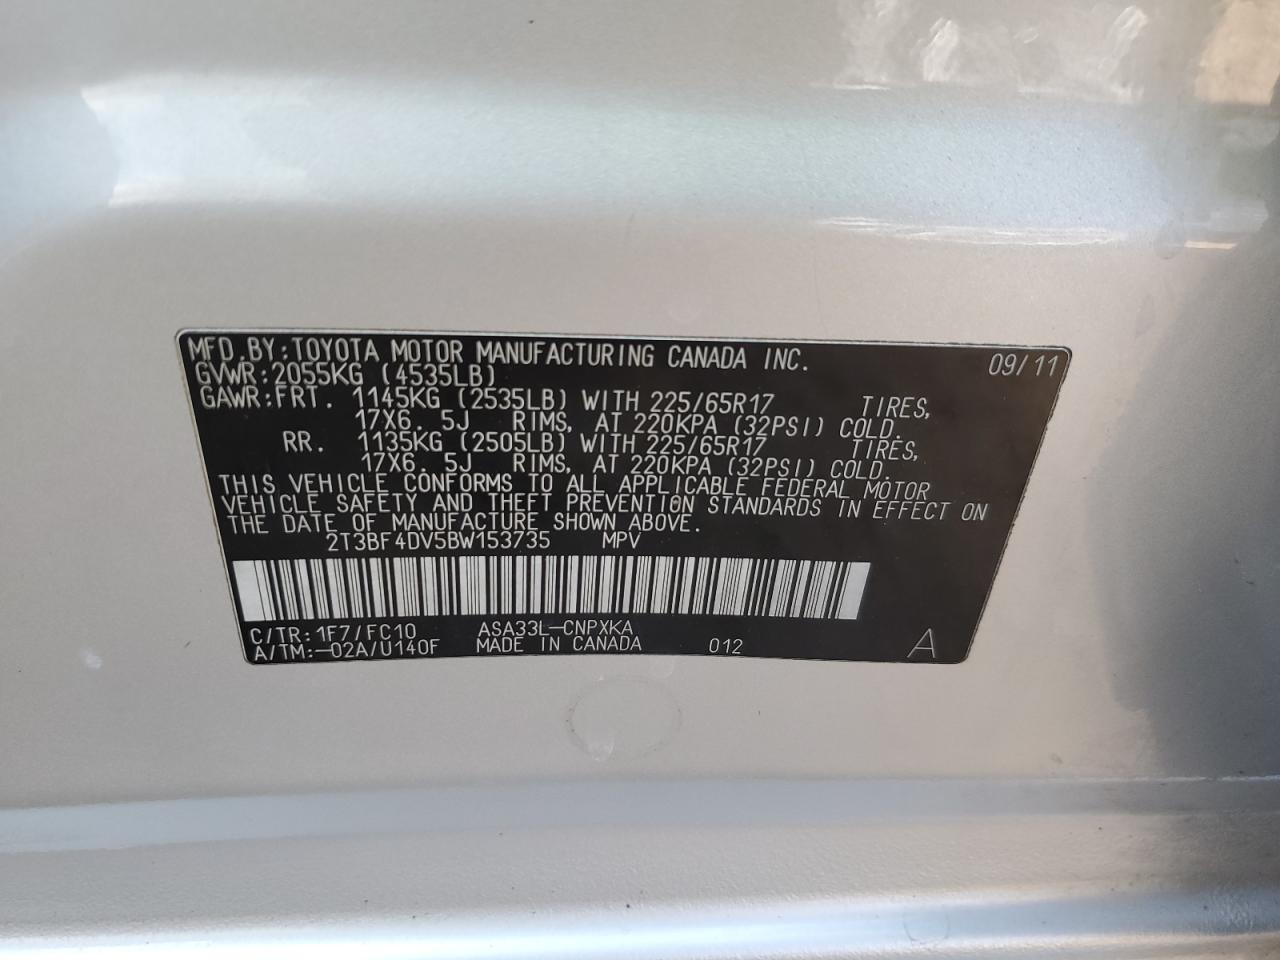 MFD.BY:TOYOTA MOTOR MANUFACTURING CANADA INC. 09/11
GVWR:2055KG (4535LB)
GAWR:FRT. 1145KG (2535LB) WITH 225/65R17 TIRES,
17X6.5J RIMS, AT 220KPA (32PSI) COLD.
RR. 1135KG (2505LB) WITH 225/65R17 TIRES,
17X6.5J RIMS, AT 220KPA (32PSI) COLD.
THIS VEHICLE CONFORMS TO ALL APPLICABLE FEDERAL MOTOR
VEHICLE SAFETY AND THEFT PREVENTION STANDARDS IN EFFECT ON
THE DATE OF MANUFACTURE SHOWN ABOVE.
2T3BF4DV5BW153735 MPV
C/TR:1F7/FC10 ASA33L-CNPXKA
A/TM:-02A/U140F MADE IN CANADA 012 A